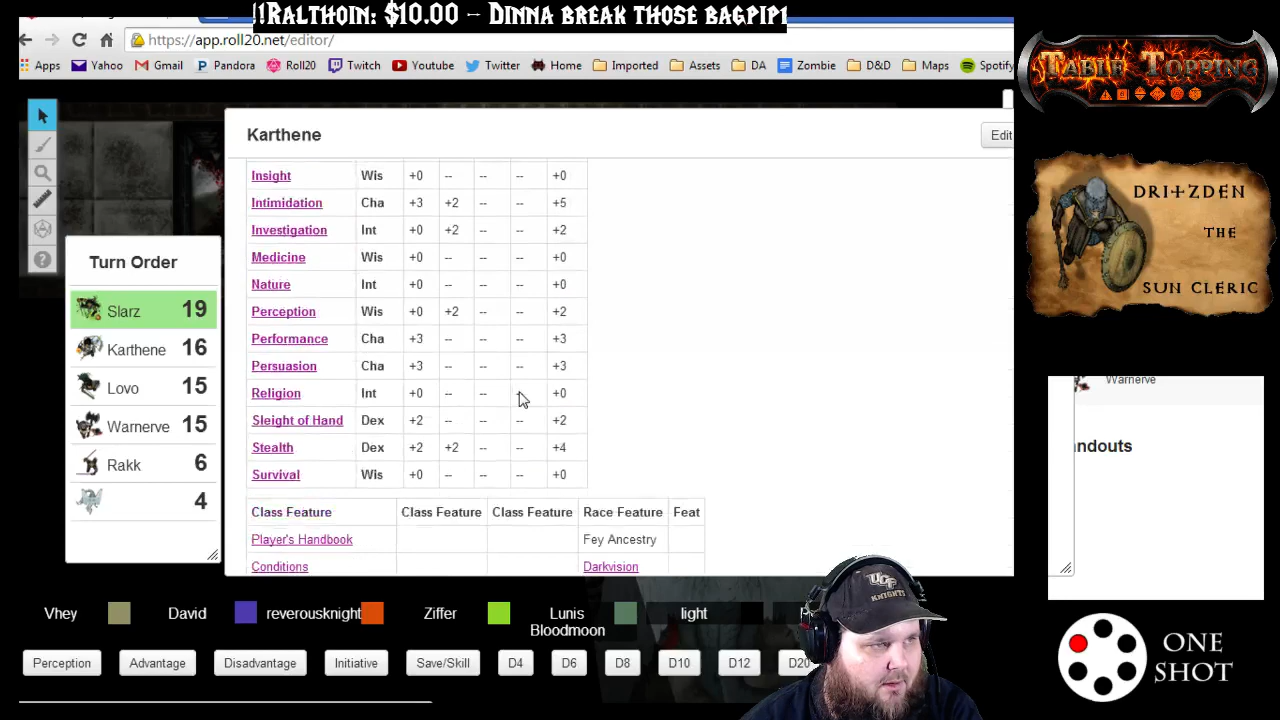 !!RALTHOIN: $10.00 -- DINNA BREAK THOSE BAGPIPI
https://app.roll20.net/editor/
Apps Yahoo Gmail Pandora Roll20 Twitch Youtube Twitter Home Imported Assets DA Zombie D&D Maps Spotify
TABLE TOPPING
Karthene
Edit
Insight Wis +0 -- -- -- +0
Intimidation Cha +3 +2 -- -- +5
Investigation Int +0 +2 -- -- +2
Medicine Wis +0 -- -- -- +0
Nature Int +0 -- -- -- +0
Perception Wis +0 +2 -- -- +2
Performance Cha +3 -- -- -- +3
Persuasion Cha +3 -- -- -- +3
Religion Int +0 -- -- +0
Sleight of Hand Dex +2 -- -- -- +2
Stealth Dex +2 +2 -- -- +4
Survival Wis +0 -- -- -- +0
Class Feature Class Feature Class Feature Race Feature Feat
Player's Handbook Fey Ancestry
Conditions Darkvision
Turn Order
Slarz 19
Karthene 16
Lovo 15
Warnerve 15
Rakk 6
4
DRITZDEN
THE
SUN CLERIC
Warnerve
ndouts
Vhey David reverousknight Ziffer Lunis Bloodmoon light
Perception Advantage Disadvantage Initiative Save/Skill D4 D6 D8 D10 D12 D20
UCF
KNIGHTS
ONE
SHOT